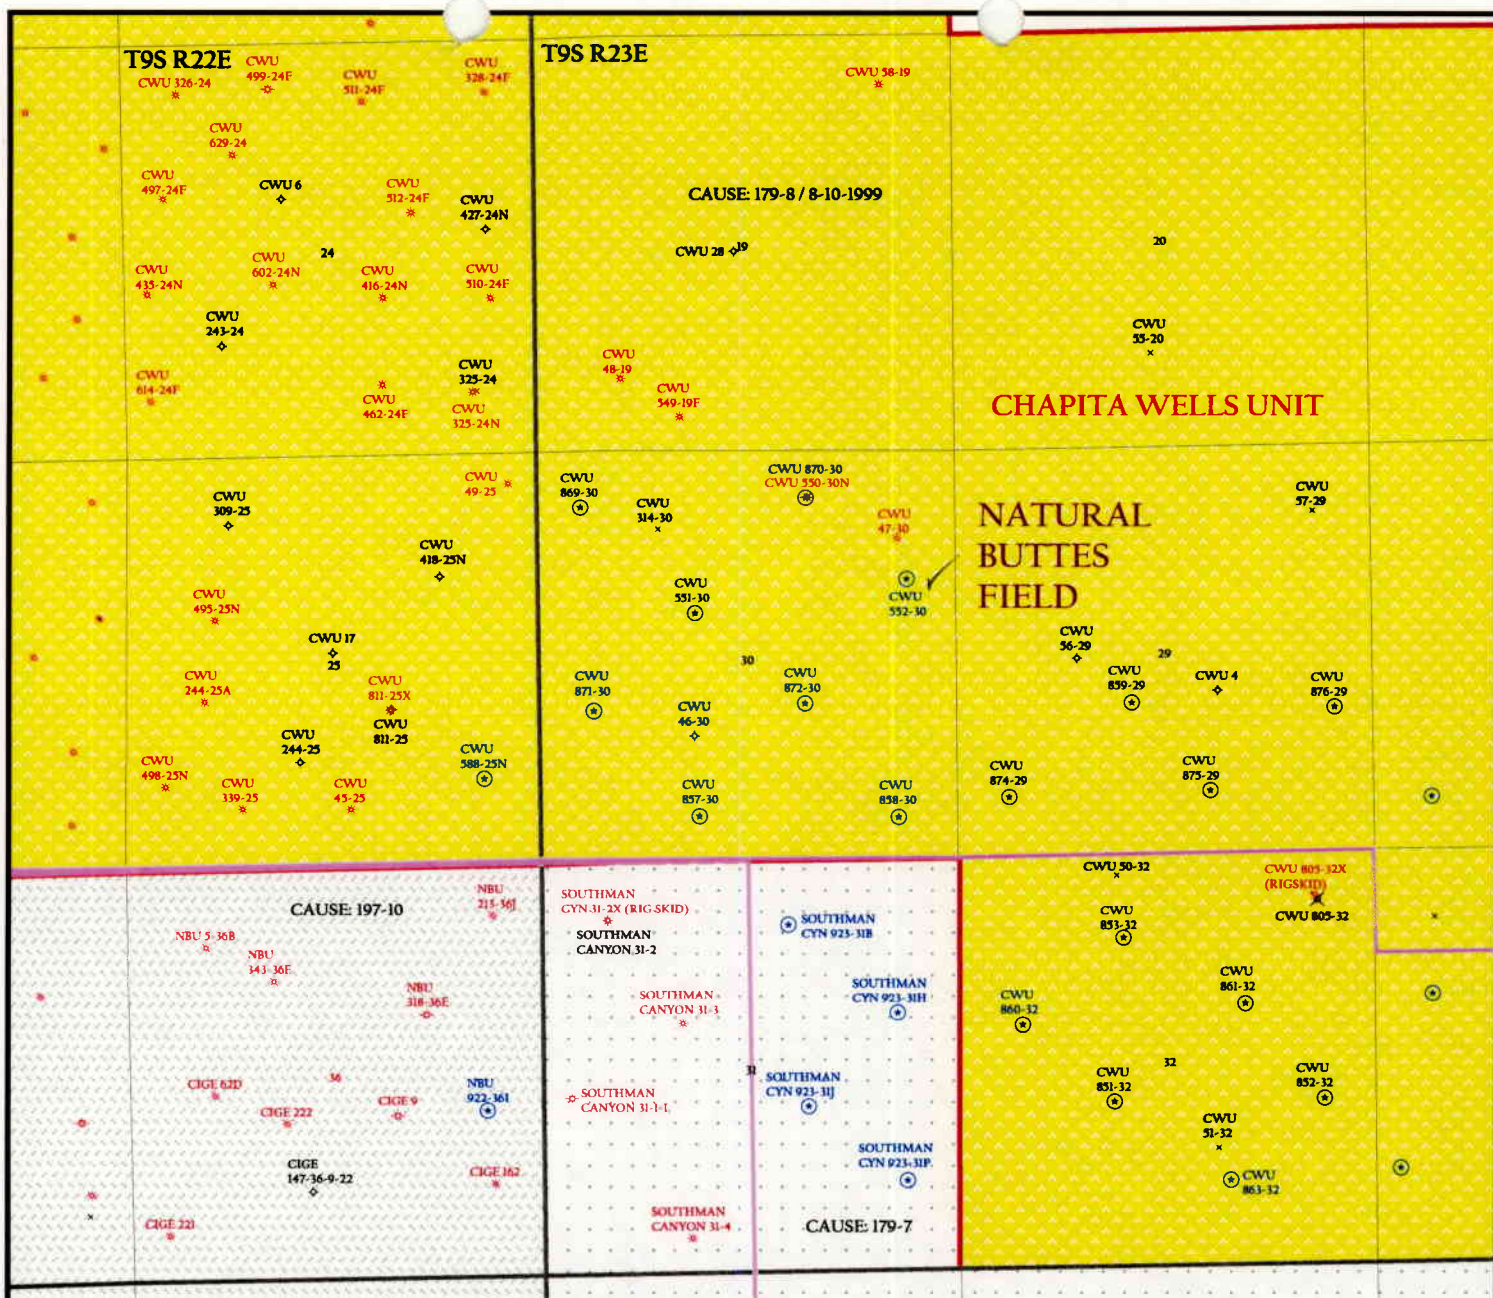 T9S R22E
T9S R23E
CWU 326-24
CWU
499-24F
CWU
511-24F
CWU
328-24F
CWU 58-19
CWU
629-24
CWU
497-24F
CWU 6
CWU
512-24F
CWU
427-24N
CAUSE: 179-8 / 8-10-1999
24
CWU 28
19
20
CWU
435-24N
CWU
602-24N
CWU
416-24N
CWU
510-24F
CWU
243-24
CWU
55-20
CWU
614-24F
CWU
462-24F
CWU
325-24
CWU
325-24N
CWU
48-19
CWU
549-19F
CHAPITA WELLS UNIT
CWU
49-25
CWU
309-25
CWU
418-25N
CWU
869-30
CWU
314-30
CWU 870-30
CWU 550-30N
CWU
47-30
NATURAL
BUTTES
FIELD
CWU
57-29
CWU
551-30
CWU
552-30
CWU
495-25N
CWU 17
25
30
CWU
56-29
29
CWU
244-25A
CWU
811-25X
CWU
811-25
CWU
871-30
CWU
872-30
CWU
46-30
CWU
859-29
CWU 4
CWU
876-29
CWU
244-25
CWU
588-25N
CWU
498-25N
CWU
339-25
CWU
45-25
CWU
857-30
CWU
858-30
CWU
874-29
CWU
875-29
CAUSE: 197-10
NBU
213-36J
NBU 5-36B
NBU
343-36E
NBU
318-36E
SOUTHMAN
CYN 31-2X (RIG SKID)
SOUTHMAN
CANYON 31-2
SOUTHMAN
CYN 923-31B
CWU 50-32
CWU 805-32X
(RIGSKID)
CWU 805-32
CWU
853-32
SOUTHMAN
CANYON 31-3
SOUTHMAN
CYN 923-31H
CWU
860-32
CWU
861-32
36
31
32
CIGE 62D
CIGE 222
CIGE 9
NBU
922-36I
SOUTHMAN
CANYON 31-1-L
SOUTHMAN
CYN 923-31J
CWU
851-32
CWU
852-32
CWU
51-32
CIGE
147-36-9-22
CIGE 162
SOUTHMAN
CYN 923-31P
CWU
863-32
CIGE 221
SOUTHMAN
CANYON 31-4
CAUSE: 179-7